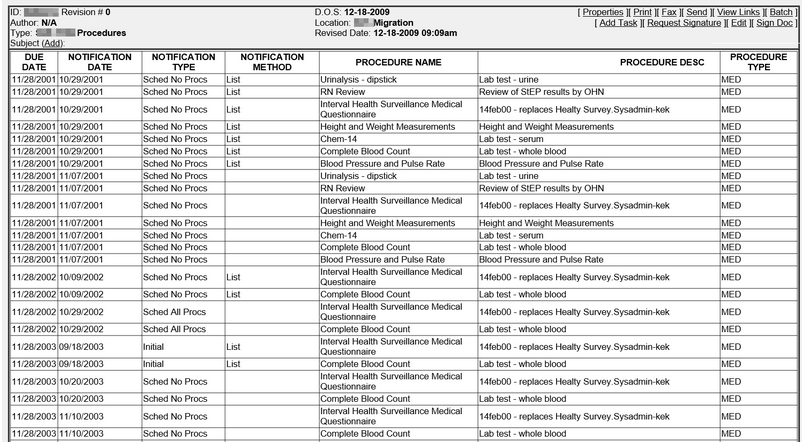 ID: Revision # 0 D.O.S: 12-18-2009 [ Properties ][ Print ][ Fax ][ Send ][ View Links ][ Batch ]
Author: N/A Location: Migration [ Add Task ][ Request Signature ][ Edit ][ Sign Doc ]
Type: Procedures Revised Date: 12-18-2009 09:09am
Subject (Add):
DUE NOTIFICATION NOTIFICATION NOTIFICATION PROCEDURE NAME PROCEDURE DESC PROCEDURE
DATE DATE TYPE METHOD TYPE
11/28/2001 10/29/2001 Sched No Procs List Urinalysis - dipstick Lab test - urine MED
11/28/2001 10/29/2001 Sched No Procs List RN Review Review of StEP results by OHN MED
11/28/2001 10/29/2001 Sched No Procs List Interval Health Surveillance Medical 14feb00 - replaces Healty Survey.Sysadmin-kek MED
Questionnaire
11/28/2001 10/29/2001 Sched No Procs List Height and Weight Measurements Height and Weight Measurements MED
11/28/2001 10/29/2001 Sched No Procs List Chem-14 Lab test - serum MED
11/28/2001 10/29/2001 Sched No Procs List Complete Blood Count Lab test - whole blood MED
11/28/2001 10/29/2001 Sched No Procs List Blood Pressure and Pulse Rate Blood Pressure and Pulse Rate MED
11/28/2001 11/07/2001 Sched No Procs Urinalysis - dipstick Lab test - urine MED
11/28/2001 11/07/2001 Sched No Procs RN Review Review of StEP results by OHN MED
11/28/2001 11/07/2001 Sched No Procs Interval Health Surveillance Medical 14feb00 - replaces Healty Survey.Sysadmin-kek MED
Questionnaire
11/28/2001 11/07/2001 Sched No Procs Height and Weight Measurements Height and Weight Measurements MED
11/28/2001 11/07/2001 Sched No Procs Chem-14 Lab test - serum MED
11/28/2001 11/07/2001 Sched No Procs Complete Blood Count Lab test - whole blood MED
11/28/2001 11/07/2001 Sched No Procs Blood Pressure and Pulse Rate Blood Pressure and Pulse Rate MED
11/28/2002 10/09/2002 Sched No Procs List Interval Health Surveillance Medical 14feb00 - replaces Healty Survey.Sysadmin-kek MED
Questionnaire
11/28/2002 10/09/2002 Sched No Procs List Complete Blood Count Lab test - whole blood MED
11/28/2002 10/29/2002 Sched All Procs Interval Health Surveillance Medical 14feb00 - replaces Healty Survey.Sysadmin-kek MED
Questionnaire
11/28/2002 10/29/2002 Sched All Procs Complete Blood Count Lab test - whole blood MED
11/28/2003 09/18/2003 Initial List Interval Health Surveillance Medical 14feb00 - replaces Healty Survey.Sysadmin-kek MED
Questionnaire
11/28/2003 09/18/2003 Initial List Complete Blood Count Lab test - whole blood MED
11/28/2003 10/20/2003 Sched No Procs Interval Health Surveillance Medical 14feb00 - replaces Healty Survey.Sysadmin-kek MED
Questionnaire
11/28/2003 10/20/2003 Sched No Procs Complete Blood Count Lab test - whole blood MED
11/28/2003 11/10/2003 Sched No Procs Interval Health Surveillance Medical 14feb00 - replaces Healty Survey.Sysadmin-kek MED
Questionnaire
11/28/2003 11/10/2003 Sched No Procs Complete Blood Count Lab test - whole blood MED